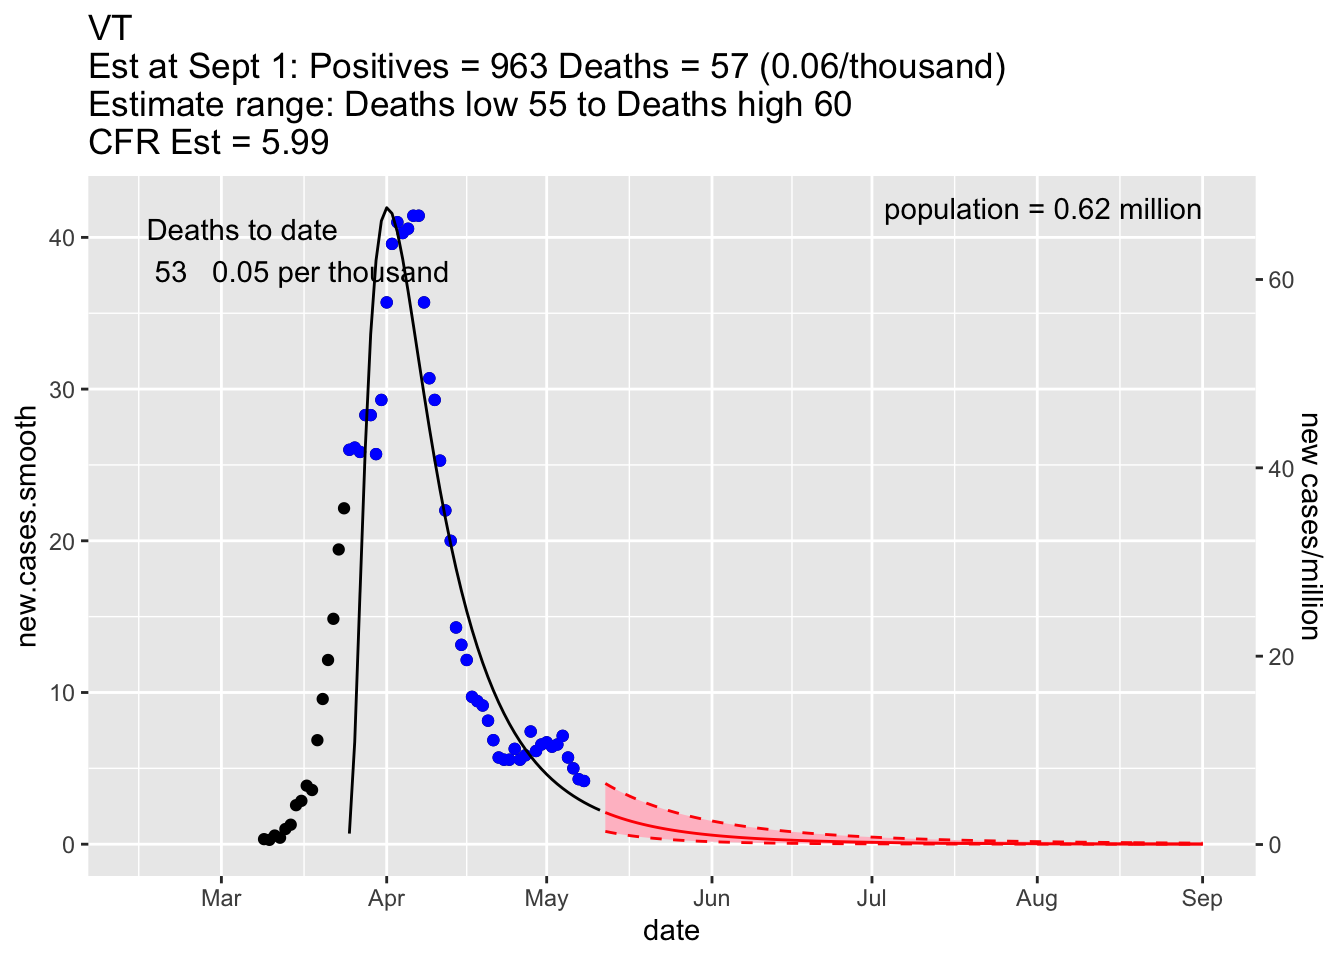 VT
Est at Sept 1: Positives = 963 Deaths = 57 (0.06/thousand)
Estimate range: Deaths low 55 to Deaths high 60
CFR Est = 5.99
population = 0.62 million
Deaths to date
53 0.05 per thousand
40
30
20
10
0
new.cases.smooth
60
40
20
0
new cases/million
Mar Apr May Jun Jul Aug Sep
date